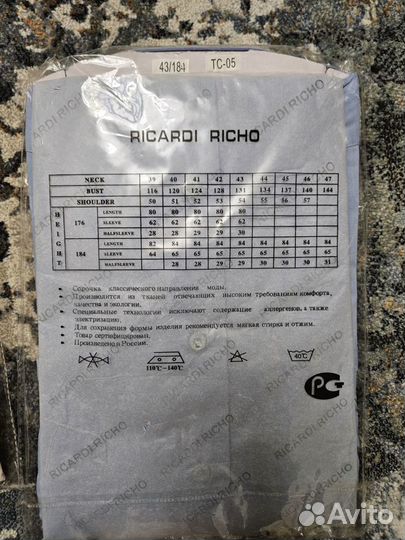 43/184 TC-05
RICARDI RICHO
NECK 39 40 41 42 43 44 45 46 47
BUST 116 120 124 128 131 134 137 140 144
SHOULDER 50 51 52 53 54 55 56 57
HEIGHT 176 LENGTH 80 80 80 80 80
SLEEVE 62 62 62 62 62
HALFSLEEVE 28 28 29 29 30
184 LENGTH 82 84 84 84 84 84 84 84 84
SLEEVE 64 65 65 65 65 65 65 65 65
HALFSLEEVE 28 28 29 29 30 30 30 31
• Сорочка классического направления моды.
• Производится из тканей отвечающих высоким требованиям комфорта,
качества и экологии.
• Специальные технологии исключают содержащие аллергенов, а также
электризацию.
• Для сохранения формы изделия рекомендуется мягкая стирка и отжим.
• Товар сертифицирован.
• Произведено в России.
110°C-140°C
40°C
РС
Avito